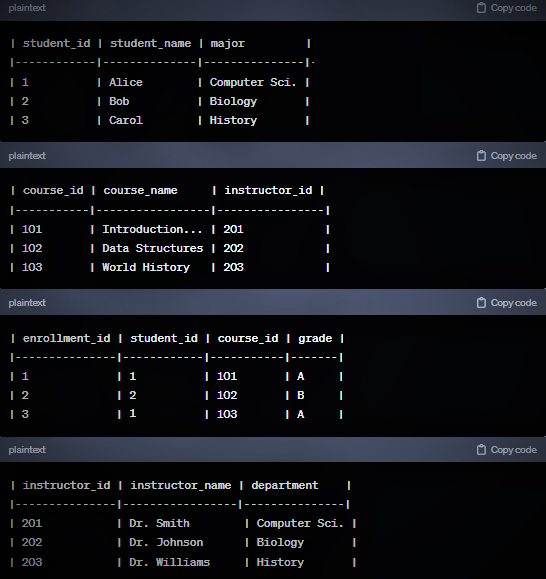 plaintext Copy code
| student_id | student_name | major |
|------------|--------------|---------------|
| 1 | Alice | Computer Sci. |
| 2 | Bob | Biology |
| 3 | Carol | History |
plaintext Copy code
| course_id | course_name | instructor_id |
|-----------|-----------------|---------------|
| 101 | Introduction... | 201 |
| 102 | Data Structures | 202 |
| 103 | World History | 203 |
plaintext Copy code
| enrollment_id | student_id | course_id | grade |
|---------------|------------|-----------|-------|
| 1 | 1 | 101 | A |
| 2 | 2 | 102 | B |
| 3 | 1 | 103 | A |
plaintext Copy code
| instructor_id | instructor_name | department |
|---------------|-----------------|---------------|
| 201 | Dr. Smith | Computer Sci. |
| 202 | Dr. Johnson | Biology |
| 203 | Dr. Williams | History |